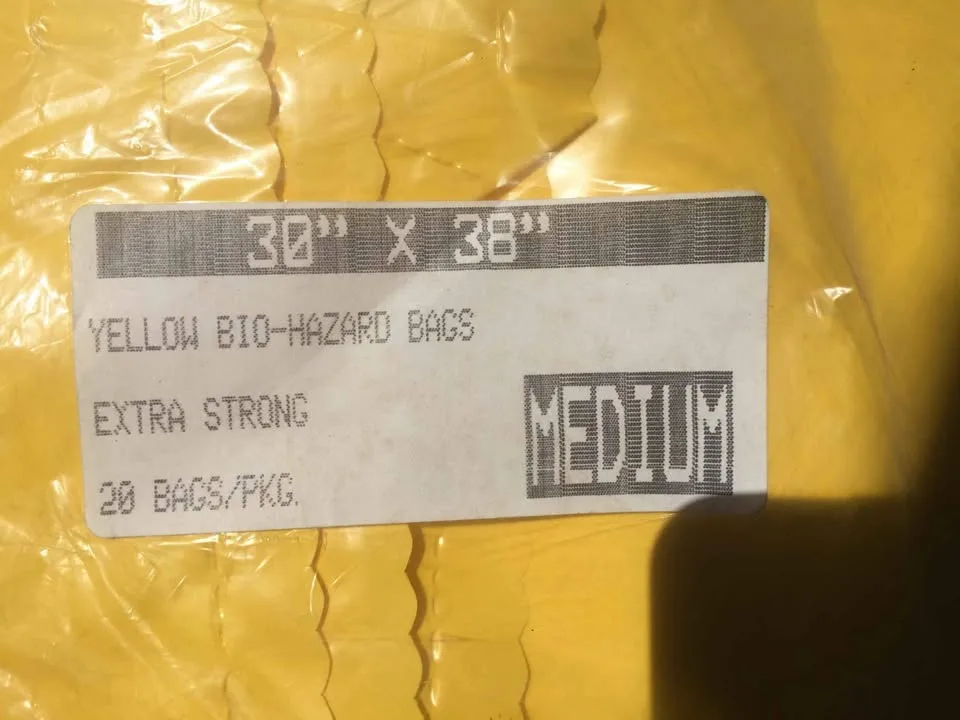 30" X 38"
YELLOW BIO-HAZARD BAGS
EXTRA STRONG
MEDIUM
20 BAGS/PKG.